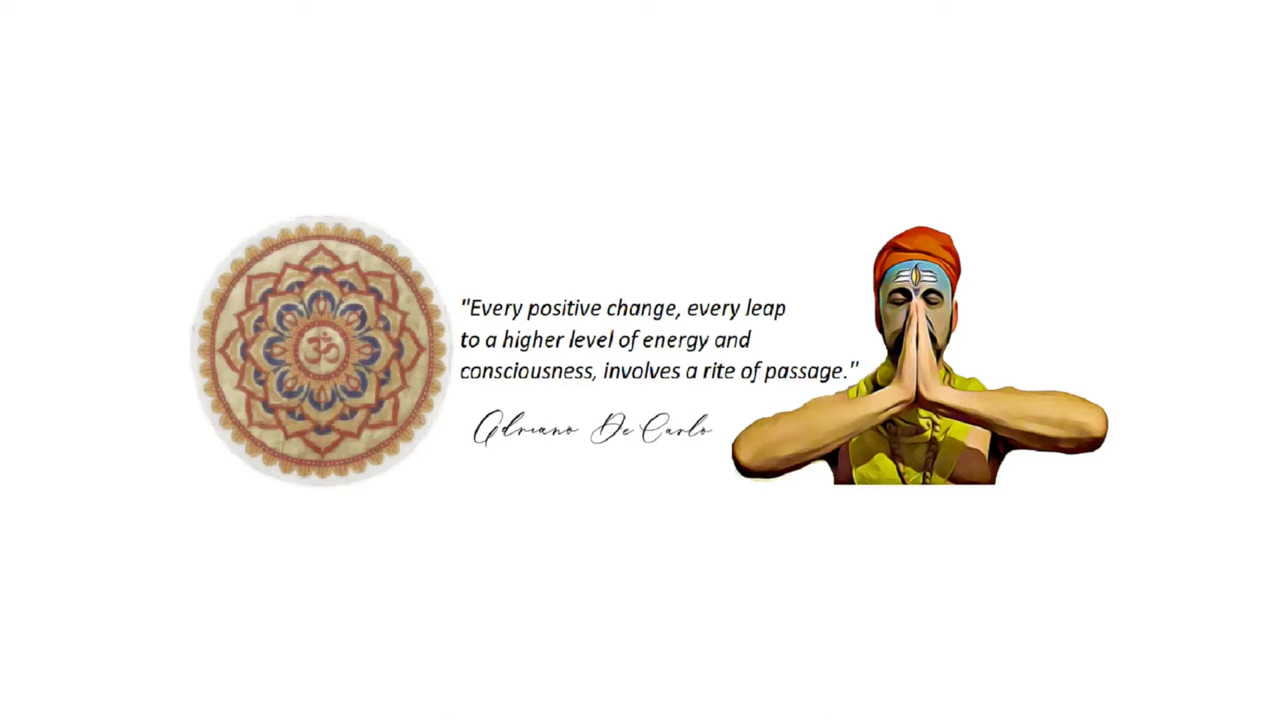 ॐ
"Every positive change, every leap
to a higher level of energy and
consciousness, involves a rite of passage."
Adriano De Carlo